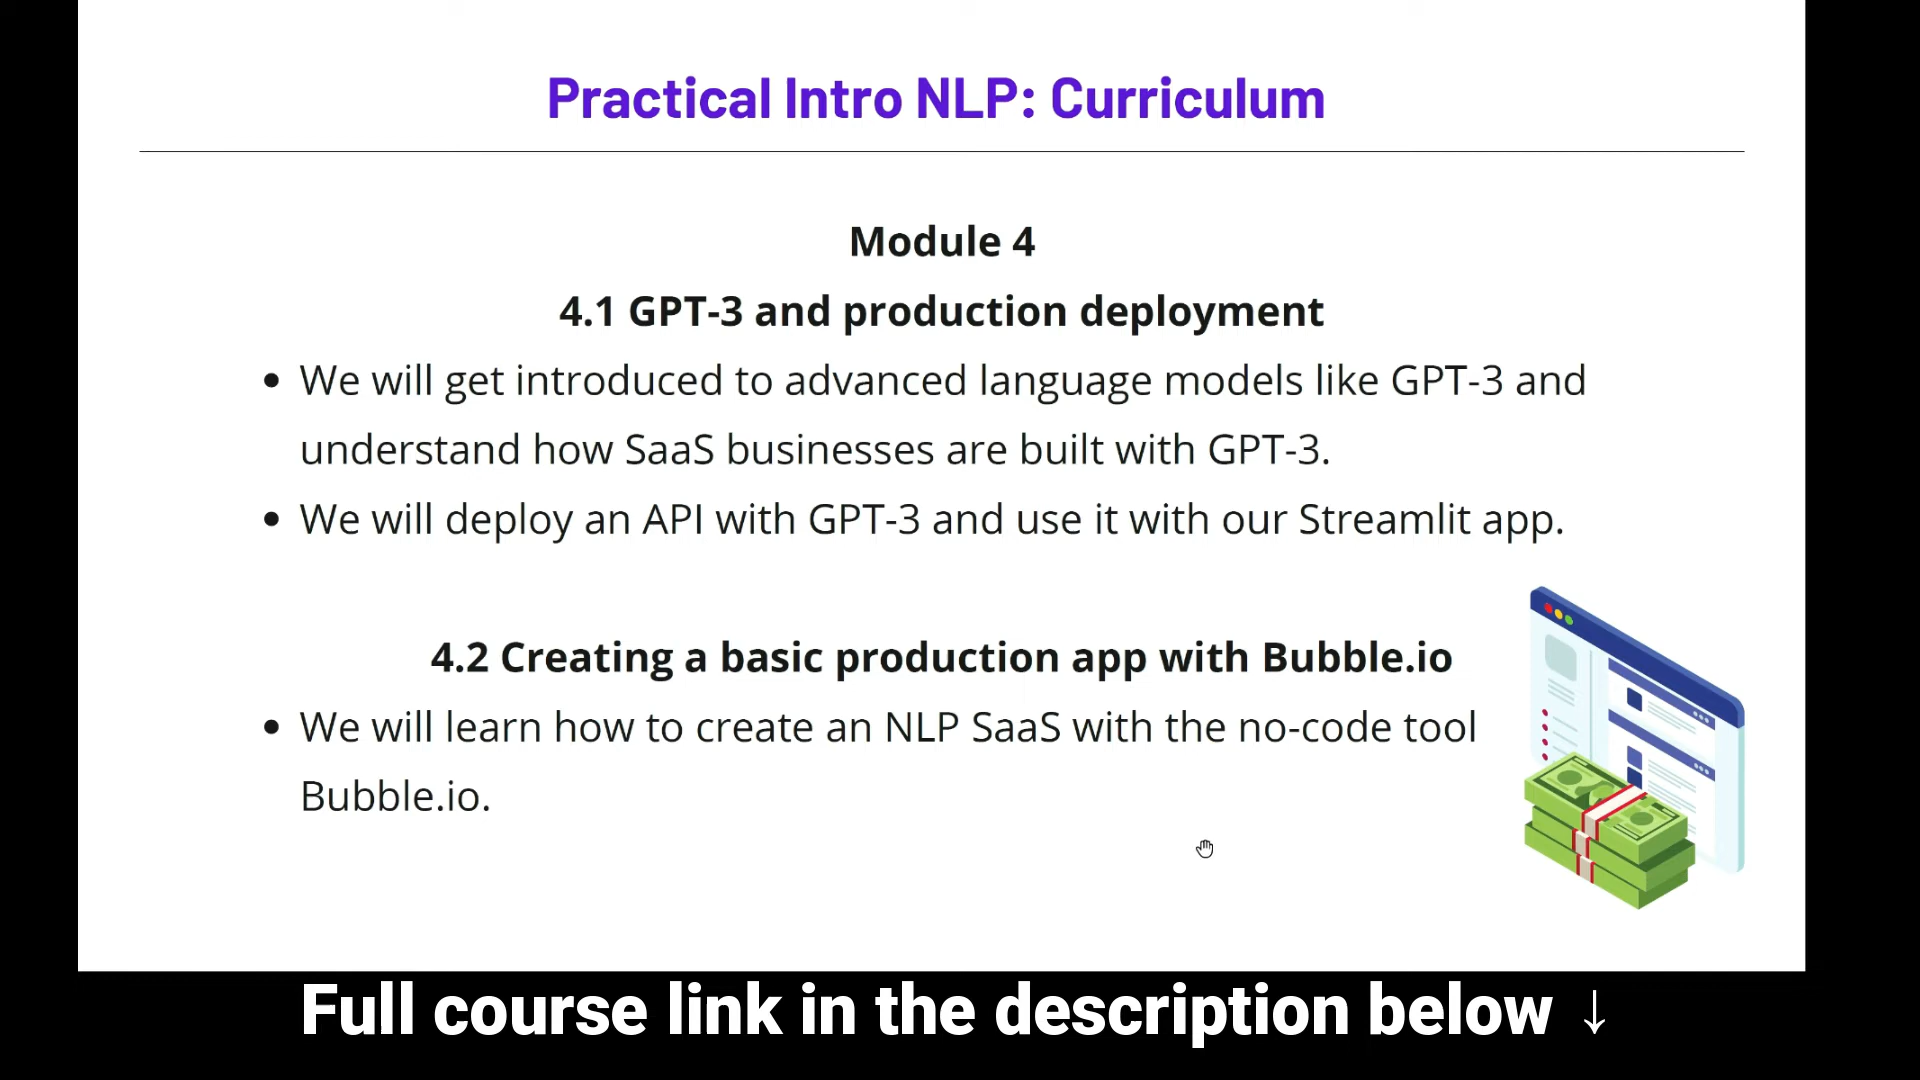 Practical Intro NLP: Curriculum
Module 4
4.1 GPT-3 and production deployment
• We will get introduced to advanced language models like GPT-3 and
understand how SaaS businesses are built with GPT-3.
• We will deploy an API with GPT-3 and use it with our Streamlit app.
4.2 Creating a basic production app with Bubble.io
• We will learn how to create an NLP SaaS with the no-code tool
Bubble.io.
Full course link in the description below ↓